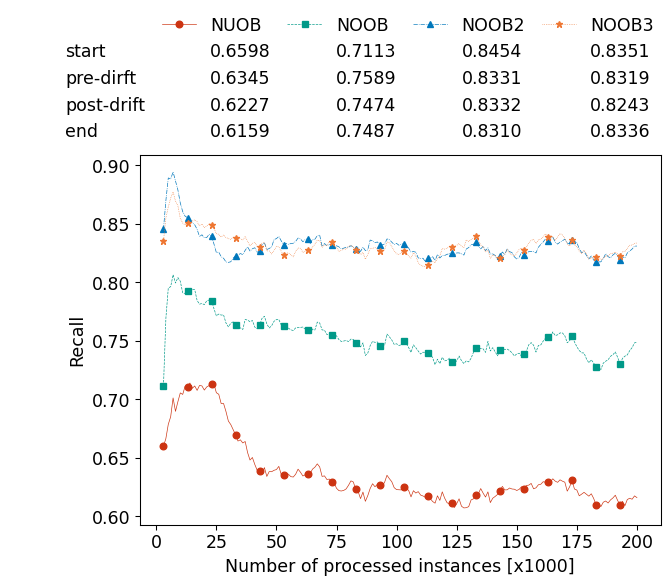 NUOB NOOB NOOB2 NOOB3
start 0.6598 0.7113 0.8454 0.8351
pre-dirft 0.6345 0.7589 0.8331 0.8319
post-drift 0.6227 0.7474 0.8332 0.8243
end 0.6159 0.7487 0.8310 0.8336
0.90
0.85
0.80
0.75
0.70
0.65
0.60
Recall
0 25 50 75 100 125 150 175 200
Number of processed instances [x1000]